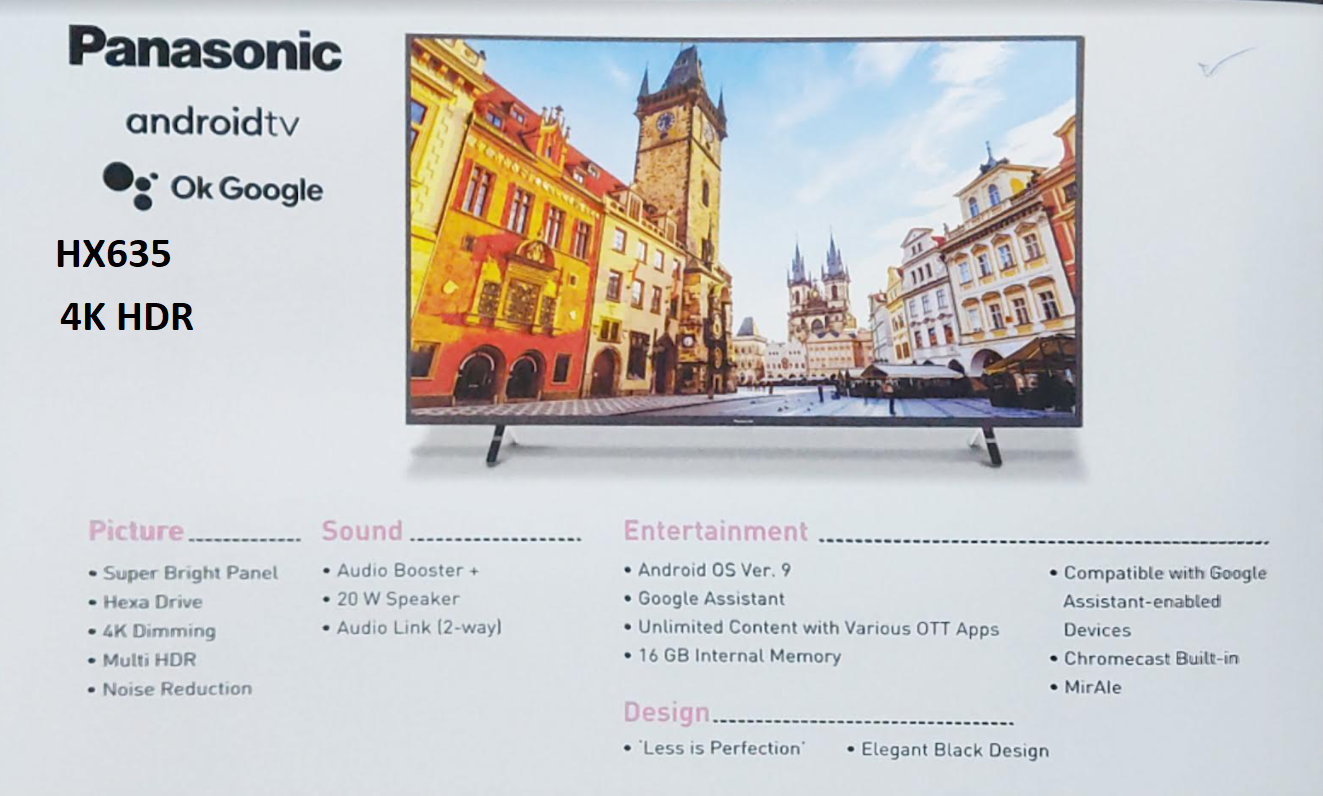 Panasonic
androidtv
Ok Google
HX635
4K HDR
Panasonic
Picture
• Super Bright Panel
• Hexa Drive
• 4K Dimming
• Multi HDR
• Noise Reduction
Sound
• Audio Booster +
• 20 W Speaker
• Audio Link (2-way)
Entertainment
• Android OS Ver. 9
• Google Assistant
• Unlimited Content with Various OTT Apps
• 16 GB Internal Memory
• Compatible with Google
Assistant-enabled
Devices
• Chromecast Built-in
• MirAIe
Design
• 'Less is Perfection'
• Elegant Black Design